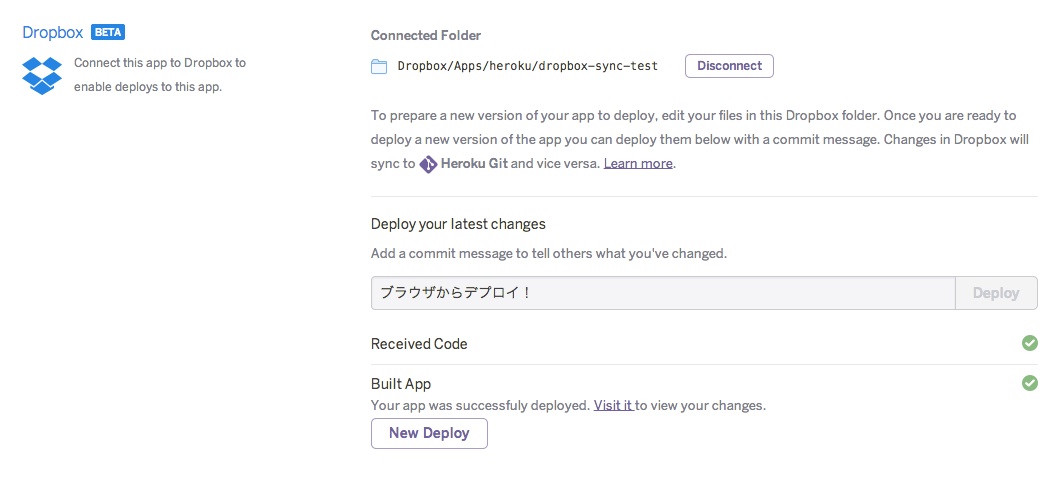 Dropbox BETA
Connect this app to Dropbox to
enable deploys to this app.
Connected Folder
Dropbox/Apps/heroku/dropbox-sync-test Disconnect
To prepare a new version of your app to deploy, edit your files in this Dropbox folder. Once you are ready to
deploy a new version of the app you can deploy them below with a commit message. Changes in Dropbox will
sync to Heroku Git and vice versa. Learn more.
Deploy your latest changes
Add a commit message to tell others what you've changed.
ブラウザからデプロイ！ Deploy
Received Code
Built App
Your app was successfuly deployed. Visit it to view your changes.
New Deploy